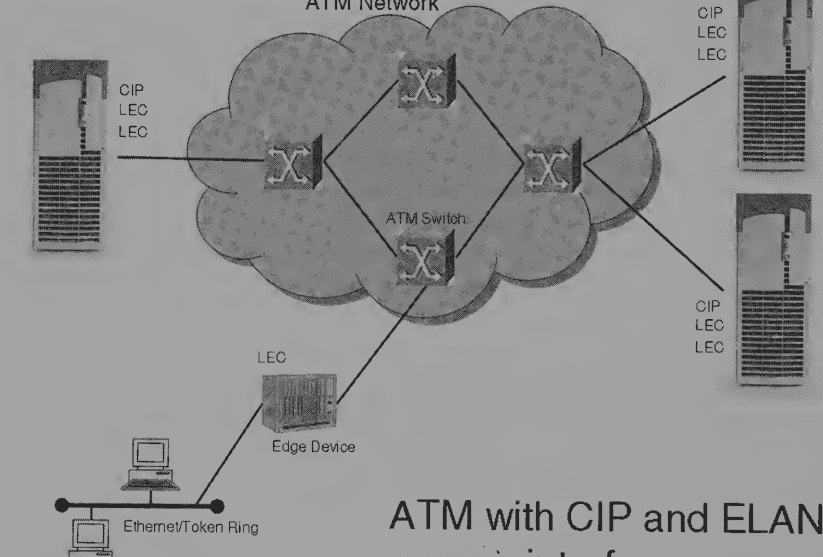 ATM Network
CIP
LEC
LEC
CIP
LEC
LEC
ATM Switch
CIP
LEC
LEC
LEC
Edge Device
Ethernet/Token Ring
ATM with CIP and ELAN